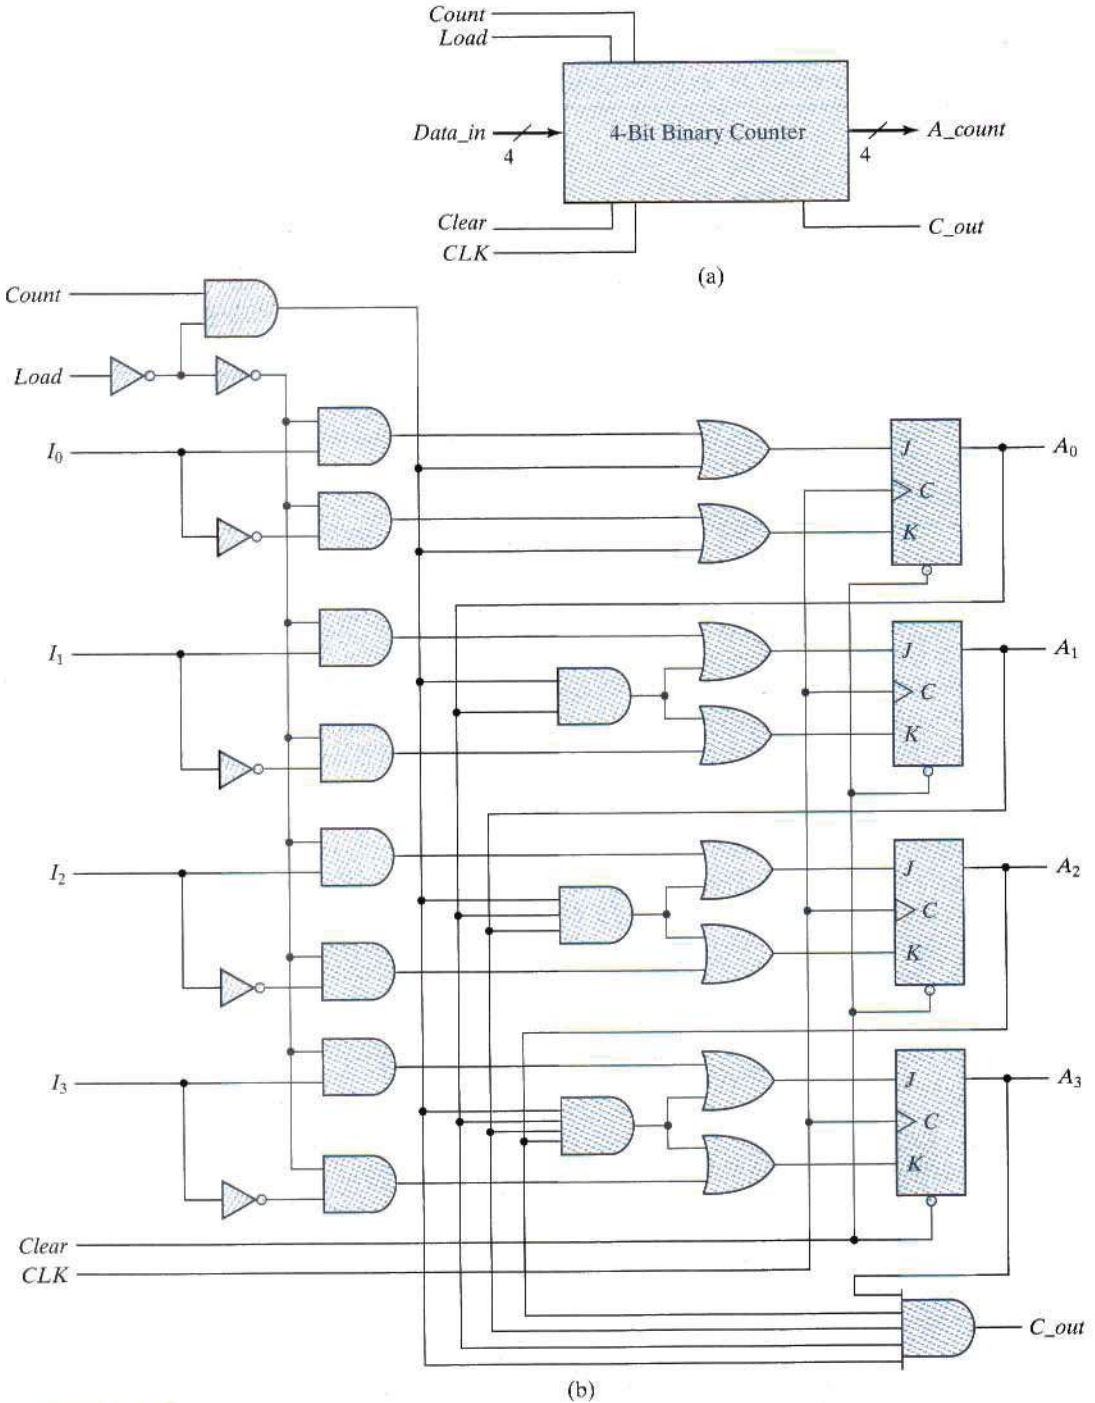 Count
Load
Data_in
4
4-Bit Binary Counter
4
A_count
Clear
CLK
C_out
(a)
Count
Load
I0
J
C
K
A0
I1
J
C
K
A1
I2
J
C
K
A2
I3
J
C
K
A3
Clear
CLK
C_out
(b)